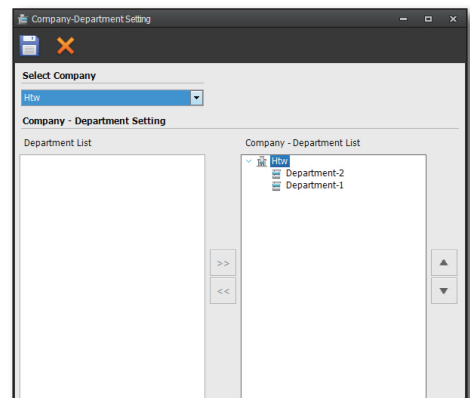 Company-Department Setting
Select Company
Htw
Company - Department Setting
Department List
Company - Department List
Htw
Department-2
Department-1
>>
<<